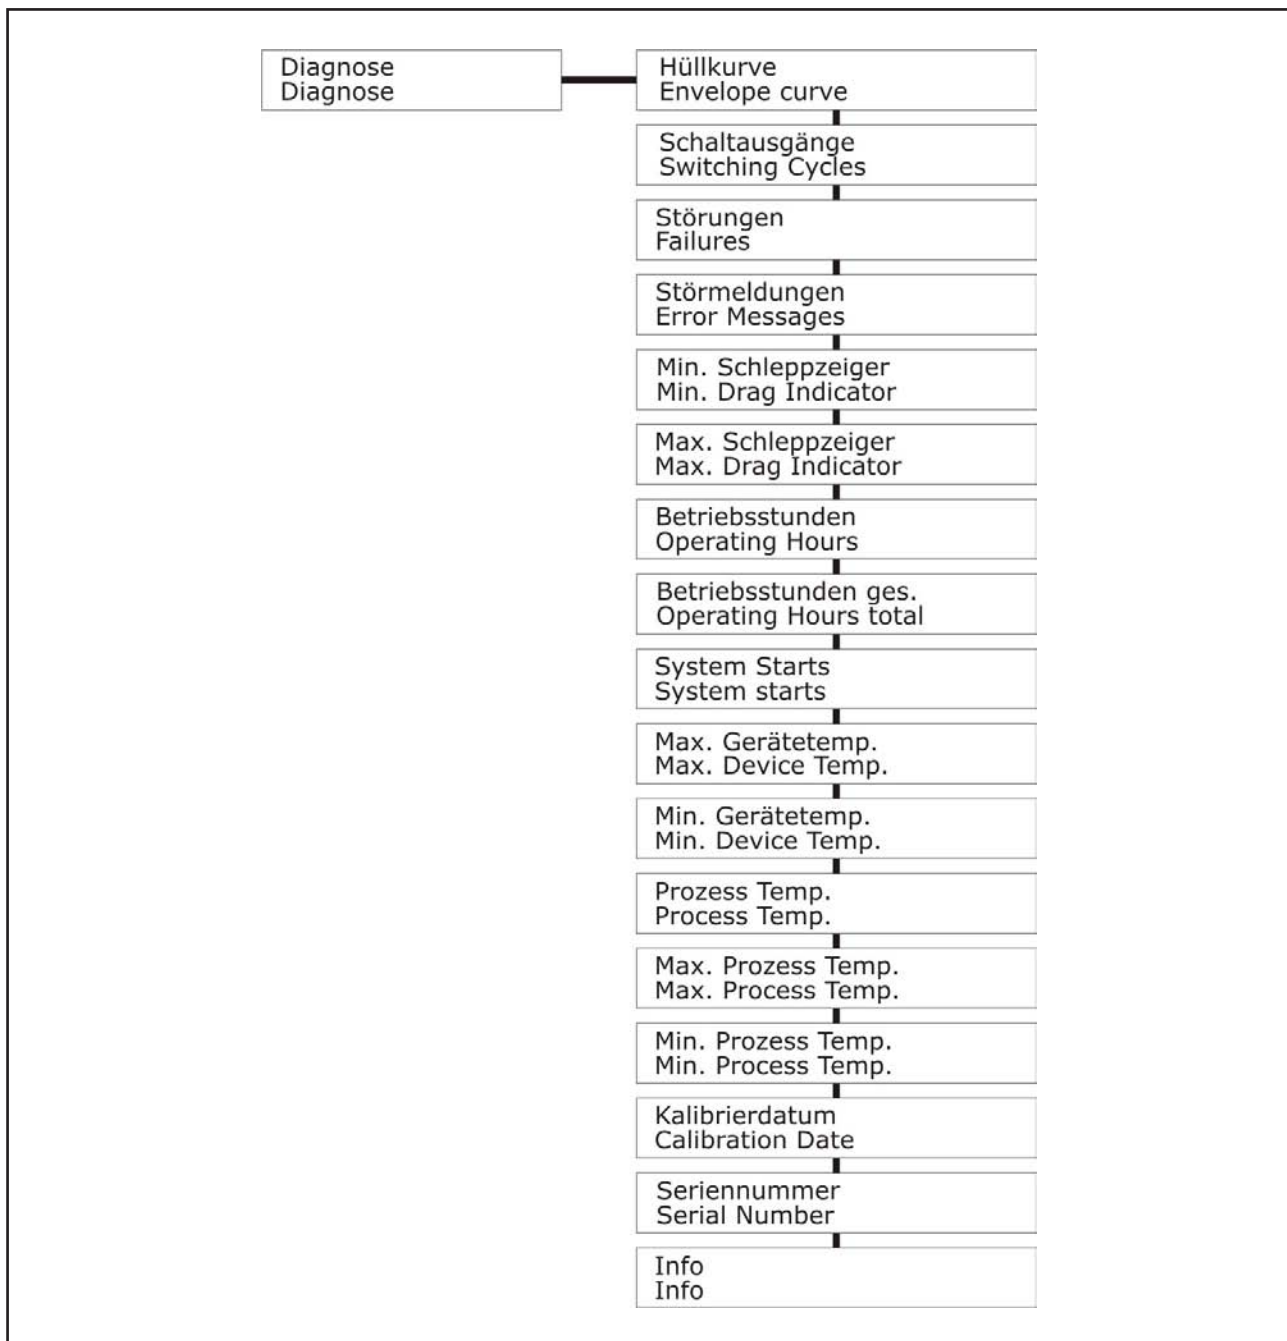 Diagnose
Diagnose
Hüllkurve
Envelope curve
Schaltausgänge
Switching Cycles
Störungen
Failures
Störmeldungen
Error Messages
Min. Schleppzeiger
Min. Drag Indicator
Max. Schleppzeiger
Max. Drag Indicator
Betriebsstunden
Operating Hours
Betriebsstunden ges.
Operating Hours total
System Starts
System starts
Max. Gerätetemp.
Max. Device Temp.
Min. Gerätetemp.
Min. Device Temp.
Prozess Temp.
Process Temp.
Max. Prozess Temp.
Max. Process Temp.
Min. Prozess Temp.
Min. Process Temp.
Kalibrierdatum
Calibration Date
Seriennummer
Serial Number
Info
Info